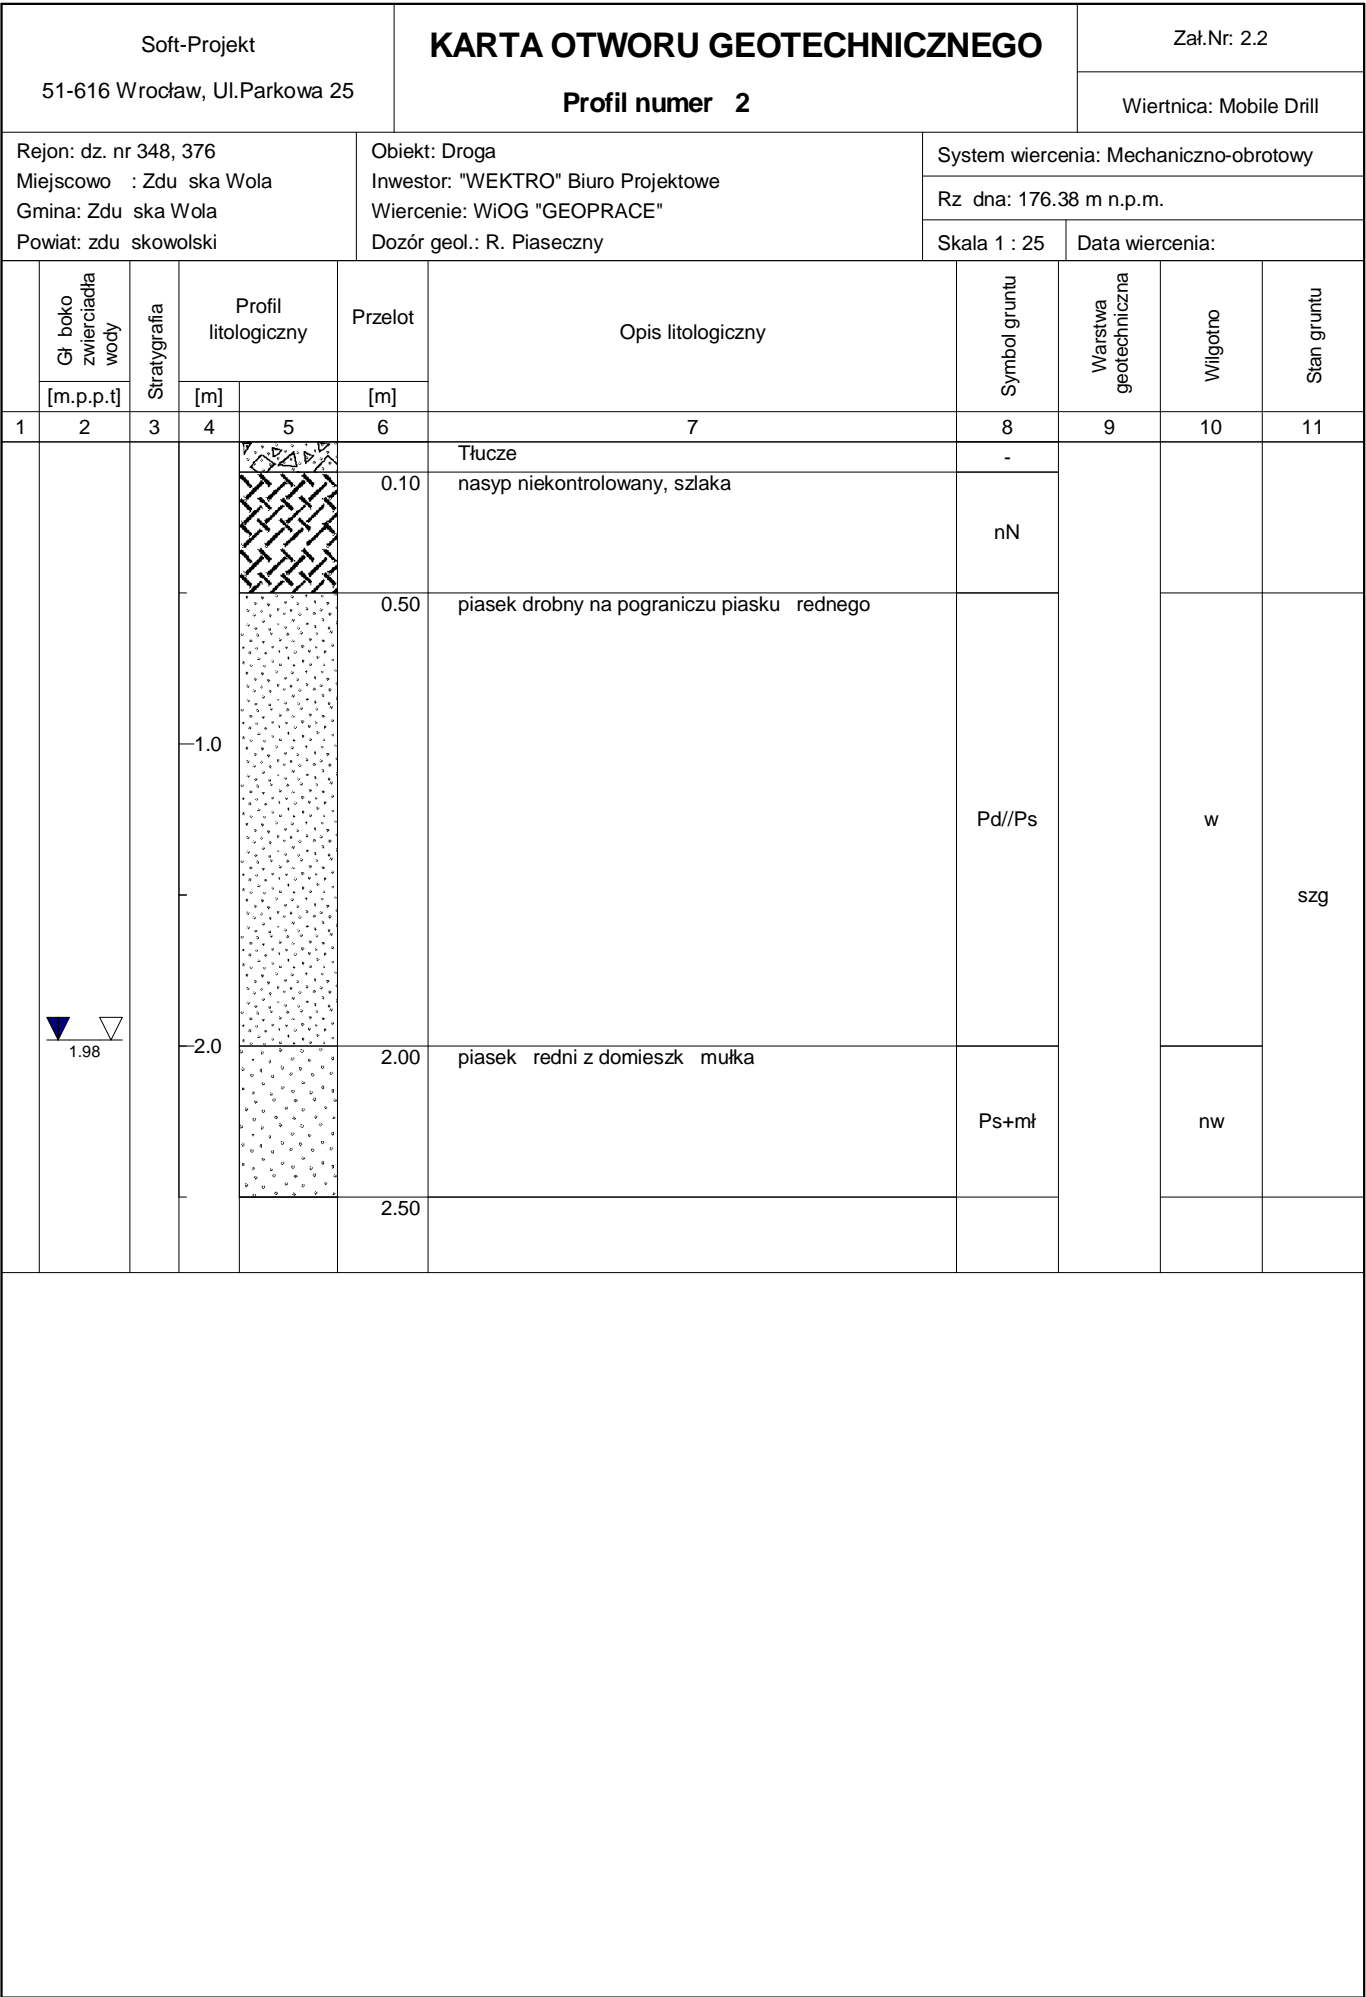 Soft-Projekt
51-616 Wrocław, Ul.Parkowa 25
KARTA OTWORU GEOTECHNICZNEGO
Profil numer 2
Zał.Nr: 2.2
Wiertnica: Mobile Drill
Rejon: dz. nr 348, 376
Miejscowo : Zdu ska Wola
Gmina: Zdu ska Wola
Powiat: zdu skowolski
Obiekt: Droga
Inwestor: "WEKTRO" Biuro Projektowe
Wiercenie: WiOG "GEOPRACE"
Dozór geol.: R. Piaseczny
System wiercenia: Mechaniczno-obrotowy
Rz dna: 176.38 m n.p.m.
Skala 1 : 25 Data wiercenia:
Gł boko
zwierciadła
wody
[m.p.p.t]
Stratygrafia
Profil
litologiczny
[m]
Przelot
[m]
Opis litologiczny
Symbol gruntu
Warstwa
geotechniczna
Wilgotno
Stan gruntu
1 2 3 4 5 6 7 8 9 10 11
Tłucze -
0.10 nasyp niekontrolowany, szlaka
nN
0.50 piasek drobny na pograniczu piasku rednego
1.0
Pd//Ps w
szg
1.98
2.0
2.00 piasek redni z domieszk mułka
Ps+mł nw
2.50